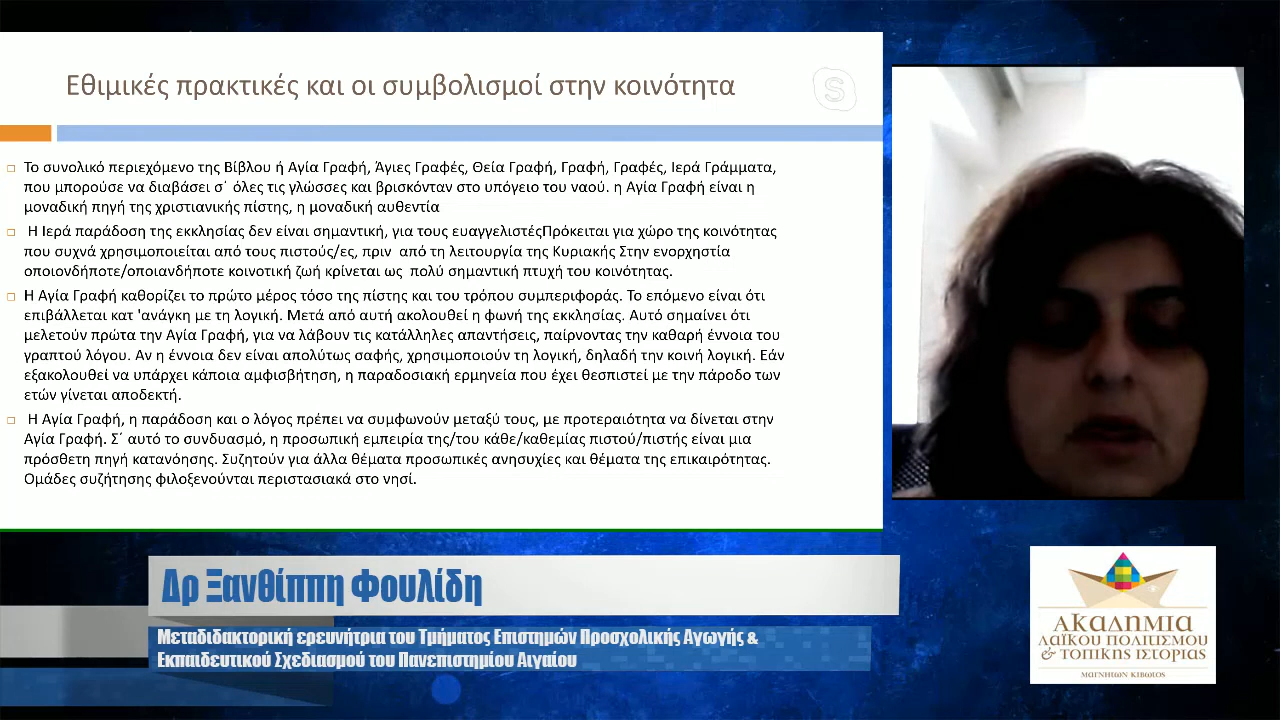 Εθιμικές πρακτικές και οι συμβολισμοί στην κοινότητα
Το συνολικό περιεχόμενο της Βίβλου ή Αγία Γραφή, Άγιες Γραφές, Θεία Γραφή, Γραφή, Γραφές, Ιερά Γράμματα,
που μπορούσε να διαβάσει σ΄ όλες τις γλώσσες και βρισκόνταν στο υπόγειο του ναού. η Αγία Γραφή είναι η
μοναδική πηγή της χριστιανικής πίστης, η μοναδική αυθεντία
Η Ιερά παράδοση της εκκλησίας δεν είναι σημαντική, για τους ευαγγελιστέςΠρόκειται για χώρο της κοινότητας
που συχνά χρησιμοποιείται από τους πιστούς/ες, πριν από τη λειτουργία της Κυριακής Στην ενορχηστία
οποιονδήποτε/οποιανδήποτε κοινοτική ζωή κρίνεται ως πολύ σημαντική πτυχή του κοινότητας.
Η Αγία Γραφή καθορίζει το πρώτο μέρος τόσο της πίστης και του τρόπου συμπεριφοράς. Το επόμενο είναι ότι
επιβάλλεται κατ 'ανάγκη με τη λογική. Μετά από αυτή ακολουθεί η φωνή της εκκλησίας. Αυτό σημαίνει ότι
μελετούν πρώτα την Αγία Γραφή, για να λάβουν τις κατάλληλες απαντήσεις, παίρνοντας την καθαρή έννοια του
γραπτού λόγου. Αν η έννοια δεν είναι απολύτως σαφής, χρησιμοποιούν τη λογική, δηλαδή την κοινή λογική. Εάν
εξακολουθεί να υπάρχει κάποια αμφισβήτηση, η παραδοσιακή ερμηνεία που έχει θεσπιστεί με την πάροδο των
ετών γίνεται αποδεκτή.
Η Αγία Γραφή, η παράδοση και ο λόγος πρέπει να συμφωνούν μεταξύ τους, με προτεραιότητα να δίνεται στην
Αγία Γραφή. Σ΄ αυτό το συνδυασμό, η προσωπική εμπειρία της/του κάθε/καθεμίας πιστού/πιστής είναι μια
πρόσθετη πηγή κατανόησης. Συζητούν για άλλα θέματα προσωπικές ανησυχίες και θέματα της επικαιρότητας.
Ομάδες συζήτησης φιλοξενούνται περιστασιακά στο νησί.
Δρ Ξανθίππη Φουλίδη
Μεταδιδακτορική ερευνήτρια του Τμήματος Επιστημών Προσχολικής Αγωγής &
Εκπαιδευτικού Σχεδιασμού του Πανεπιστημίου Αιγαίου
ΑΚΑΔΗΜΙΑ
ΛΑΪΚΟΥ ΠΟΛΙΤΙΣΜΟΥ
& ΤΟΠΙΚΗΣ ΙΣΤΟΡΙΑΣ
ΜΑΓΝΗΤΩΝ ΚΙΒΩΤΟΣ